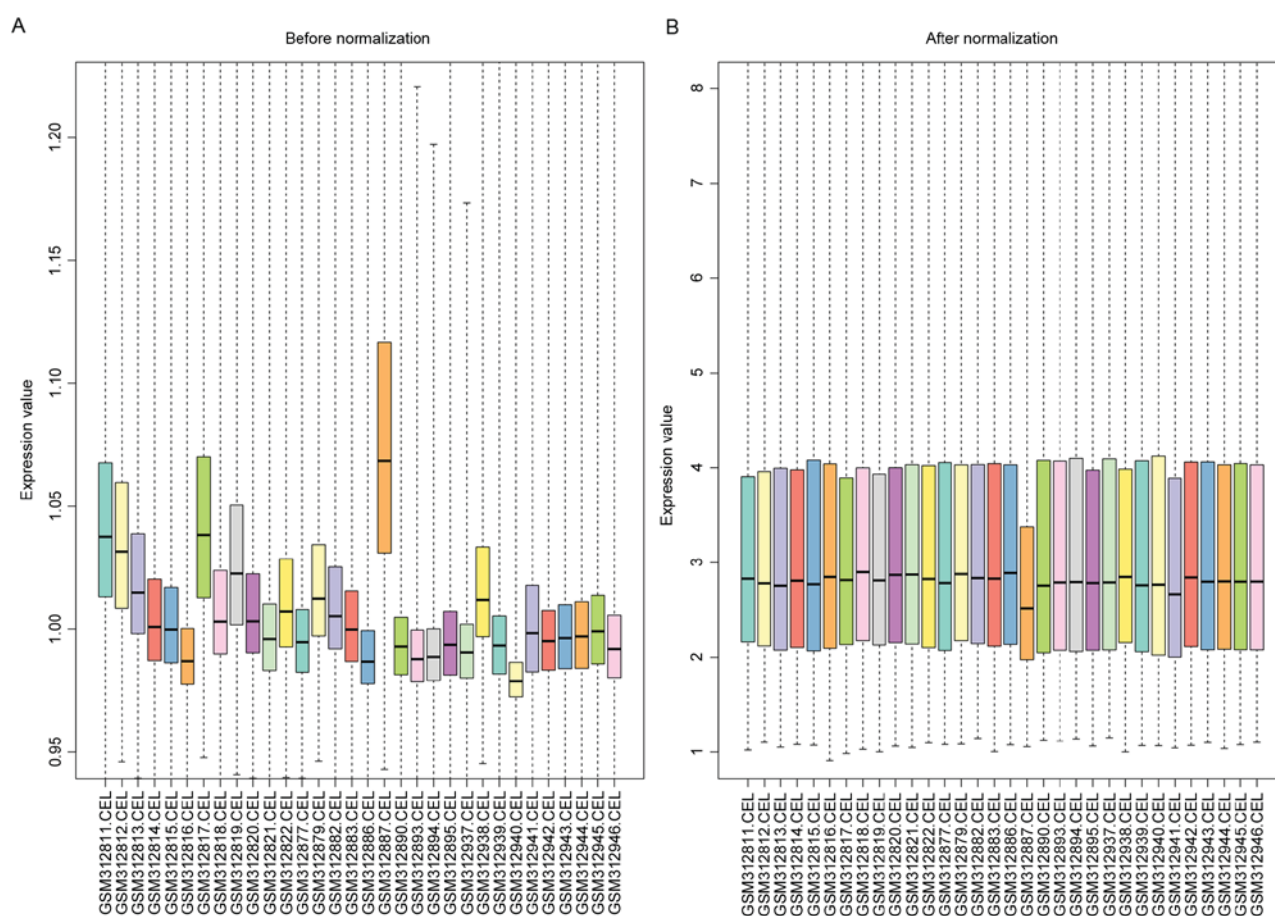 A
Before normalization
Expression value
1.20
1.15
1.10
1.05
1.00
0.95
GSM312811.CEL
GSM312812.CEL
GSM312813.CEL
GSM312814.CEL
GSM312815.CEL
GSM312816.CEL
GSM312817.CEL
GSM312818.CEL
GSM312819.CEL
GSM312820.CEL
GSM312821.CEL
GSM312822.CEL
GSM312877.CEL
GSM312879.CEL
GSM312882.CEL
GSM312883.CEL
GSM312886.CEL
GSM312887.CEL
GSM312890.CEL
GSM312893.CEL
GSM312894.CEL
GSM312895.CEL
GSM312937.CEL
GSM312938.CEL
GSM312939.CEL
GSM312940.CEL
GSM312941.CEL
GSM312942.CEL
GSM312943.CEL
GSM312944.CEL
GSM312945.CEL
GSM312946.CEL
B
After normalization
Expression value
8
7
6
5
4
3
2
1
GSM312811.CEL
GSM312812.CEL
GSM312813.CEL
GSM312814.CEL
GSM312815.CEL
GSM312816.CEL
GSM312817.CEL
GSM312818.CEL
GSM312819.CEL
GSM312820.CEL
GSM312821.CEL
GSM312822.CEL
GSM312877.CEL
GSM312879.CEL
GSM312882.CEL
GSM312883.CEL
GSM312886.CEL
GSM312887.CEL
GSM312890.CEL
GSM312893.CEL
GSM312894.CEL
GSM312895.CEL
GSM312937.CEL
GSM312938.CEL
GSM312939.CEL
GSM312940.CEL
GSM312941.CEL
GSM312942.CEL
GSM312943.CEL
GSM312944.CEL
GSM312945.CEL
GSM312946.CEL